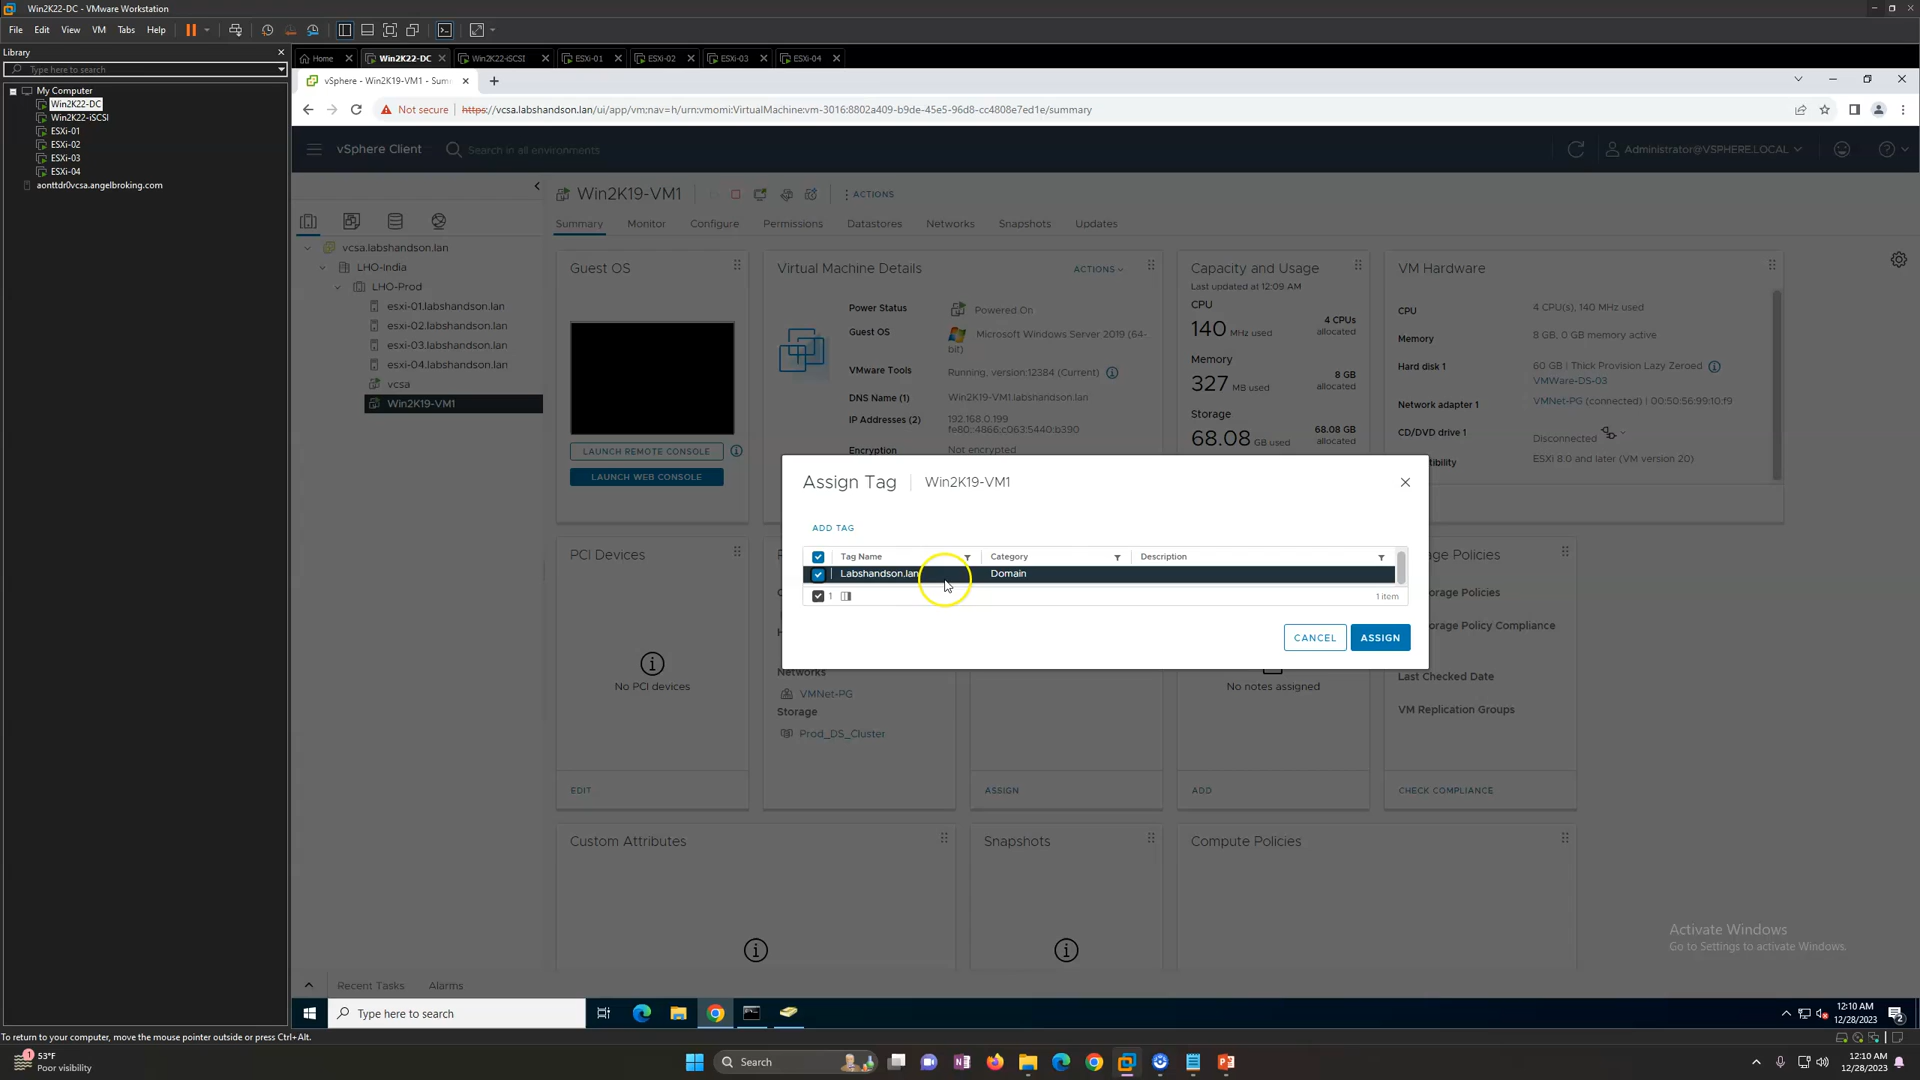 Win2K22-DC - VMware Workstation
File Edit View VM Tabs Help
Library
Type here to search
My Computer
Win2K22-DC
Win2K22-iSCSI
ESXi-01
ESXi-02
ESXi-03
ESXi-04
aonttdr0vcsa.angelbroking.com
Home Win2K22-DC Win2K22-iSCSI ESXi-01 ESXi-02 ESXi-03 ESXi-04
vSphere - Win2K19-VM1 - Sum
Not secure https://vcsa.labshandson.lan/ui/app/vm;nav=h/urn:vmomi:VirtualMachine:vm-3016:8802a409-b9de-45e5-96d8-cc4808e7ed1e/summary
vSphere Client Search in all environments Administrator@VSPHERE.LOCAL
vcsa.labshandson.lan
LHO-India
LHO-Prod
esxi-01.labshandson.lan
esxi-02.labshandson.lan
esxi-03.labshandson.lan
esxi-04.labshandson.lan
vcsa
Win2K19-VM1
Win2K19-VM1 ACTIONS
Summary Monitor Configure Permissions Datastores Networks Snapshots Updates
Guest OS
LAUNCH REMOTE CONSOLE
LAUNCH WEB CONSOLE
Virtual Machine Details ACTIONS
Power Status Powered On
Guest OS Microsoft Windows Server 2019 (64-
bit)
VMware Tools Running, version:12384 (Current)
DNS Name (1) Win2K19-VM1.labshandson.lan
IP Addresses (2) 192.168.0.199
fe80::4866:c063:5440:b390
Encryption Not encrypted
Capacity and Usage
Last updated at 12:09 AM
CPU
140 MHz used 4 CPUs
allocated
Memory
327 MB used 8 GB
allocated
Storage
68.08 GB used 68.08 GB
allocated
VM Hardware
CPU 4 CPU(s), 140 MHz used
Memory 8 GB, 0 GB memory active
Hard disk 1 60 GB | Thick Provision Lazy Zeroed
VMWare-DS-03
Network adapter 1 VMNet-PG (connected) | 00:50:56:99:10:f9
CD/DVD drive 1 Disconnected
tibility ESXi 8.0 and later (VM version 20)
Assign Tag Win2K19-VM1
ADD TAG
Tag Name Category Description
Labshandson.lan Domain
1 1 item
CANCEL ASSIGN
PCI Devices
No PCI devices
EDIT
Networks
VMNet-PG
Storage
Prod_DS_Cluster
ASSIGN
No notes assigned
ADD
age Policies
orage Policies
orage Policy Compliance
Last Checked Date
VM Replication Groups
CHECK COMPLIANCE
Custom Attributes
Snapshots
Compute Policies
Activate Windows
Go to Settings to activate Windows.
Recent Tasks Alarms
Type here to search
12:10 AM
12/28/2023
2
To return to your computer, move the mouse pointer outside or press Ctrl+Alt.
1
53°F
Poor visibility
Search
12:10 AM
12/28/2023